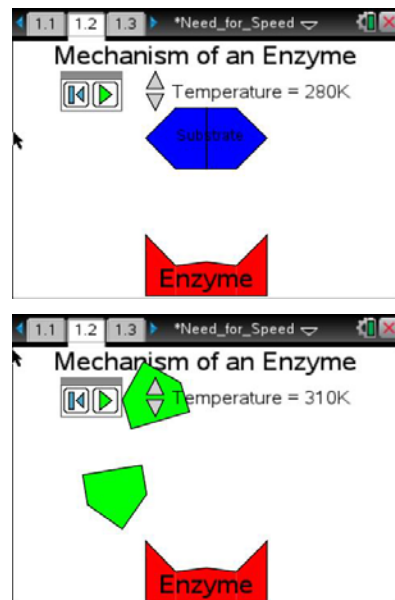 1.1 1.2 1.3 *Need_for_Speed
Mechanism of an Enzyme
Temperature = 280K
Substrate
Enzyme
1.1 1.2 1.3 *Need_for_Speed
Mechanism of an Enzyme
Temperature = 310K
Enzyme